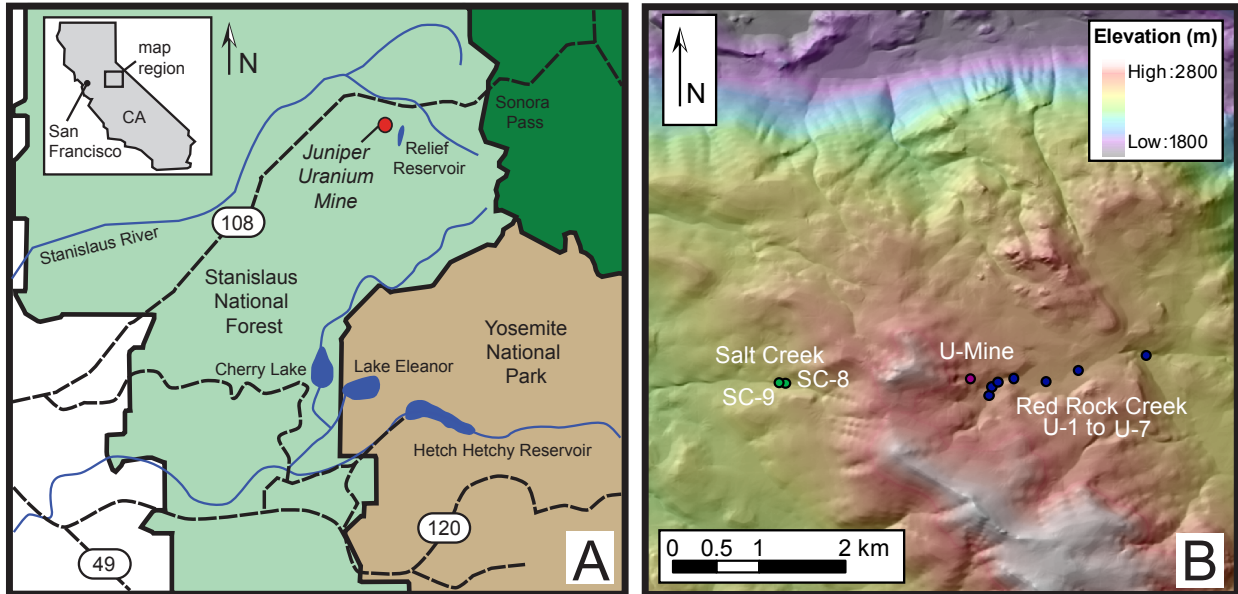 map
region
San
Francisco
CA
N
Sonora
Pass
Juniper
Uranium
Mine
Relief
Reservoir
108
Stanislaus River
Stanislaus
National
Forest
Yosemite
National
Park
Cherry Lake
Lake Eleanor
Hetch Hetchy Reservoir
49
120
A
N
Elevation (m)
High:2800
Low:1800
Salt Creek
SC-8
SC-9
U-Mine
Red Rock Creek
U-1 to U-7
0 0.5 1 2 km
B